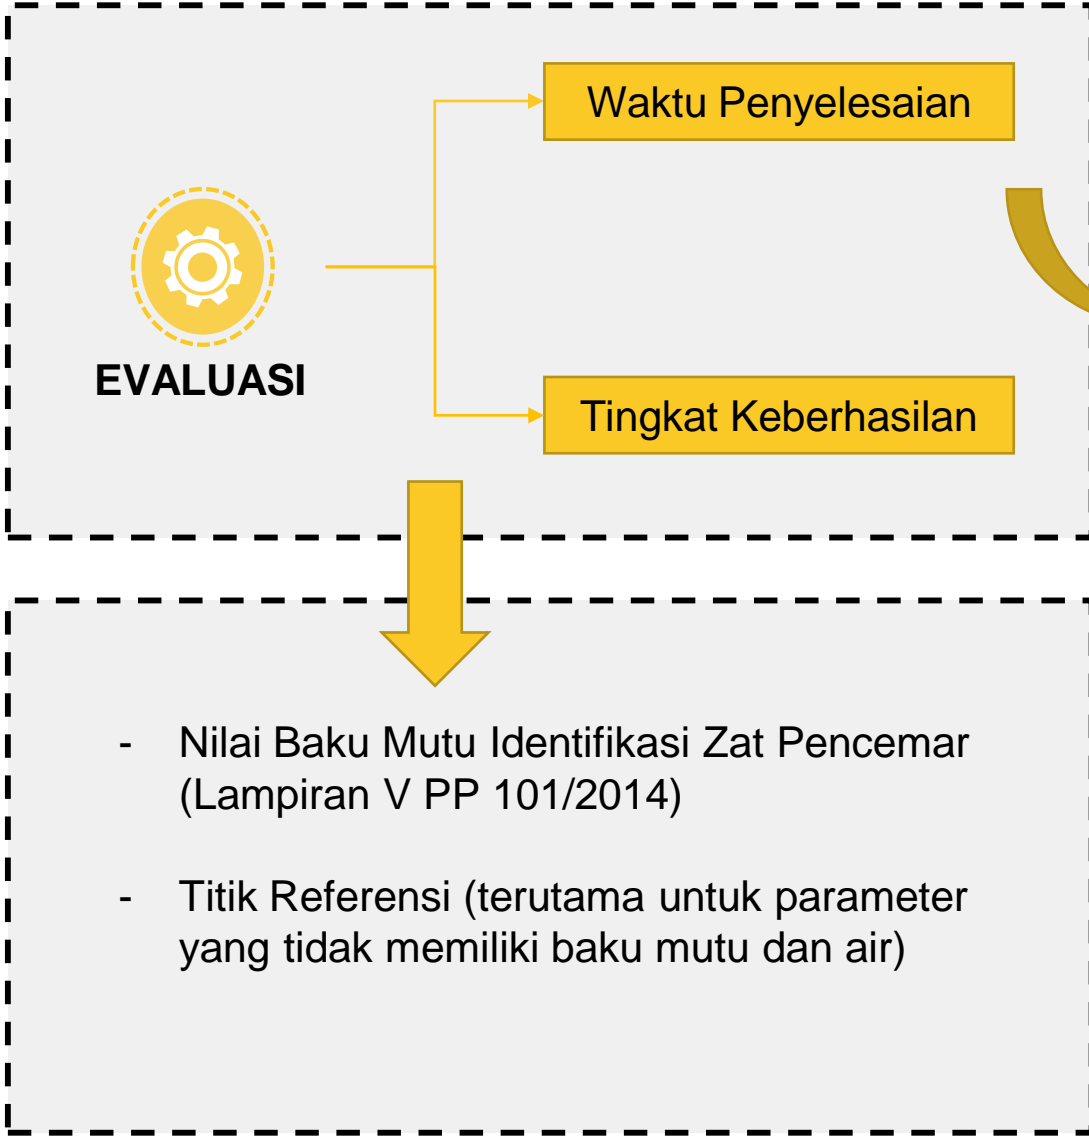 Waktu Penyelesaian
EVALUASI
Tingkat Keberhasilan
- Nilai Baku Mutu Identifikasi Zat Pencemar
(Lampiran V PP 101/2014)
- Titik Referensi (terutama untuk parameter
yang tidak memiliki baku mutu dan air)